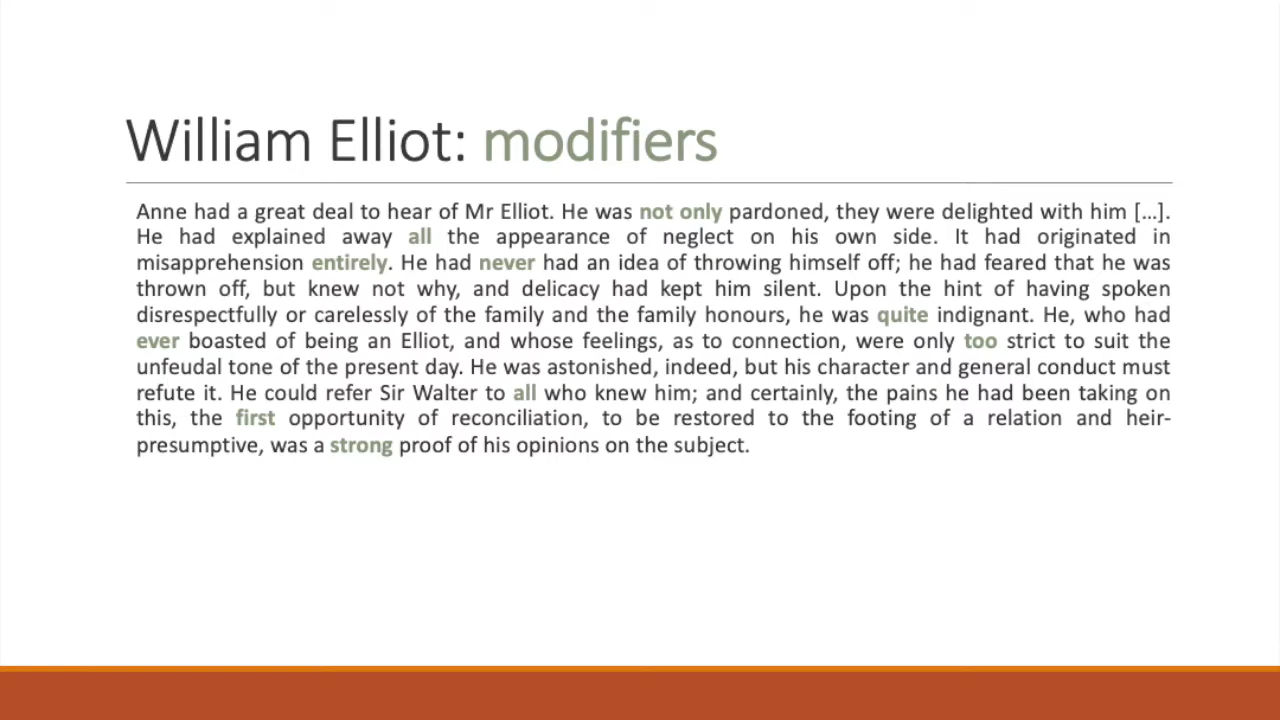 William Elliot: modifiers
Anne had a great deal to hear of Mr Elliot. He was not only pardoned, they were delighted with him […].
He had explained away all the appearance of neglect on his own side. It had originated in
misapprehension entirely. He had never had an idea of throwing himself off; he had feared that he was
thrown off, but knew not why, and delicacy had kept him silent. Upon the hint of having spoken
disrespectfully or carelessly of the family and the family honours, he was quite indignant. He, who had
ever boasted of being an Elliot, and whose feelings, as to connection, were only too strict to suit the
unfeudal tone of the present day. He was astonished, indeed, but his character and general conduct must
refute it. He could refer Sir Walter to all who knew him; and certainly, the pains he had been taking on
this, the first opportunity of reconciliation, to be restored to the footing of a relation and heir-
presumptive, was a strong proof of his opinions on the subject.